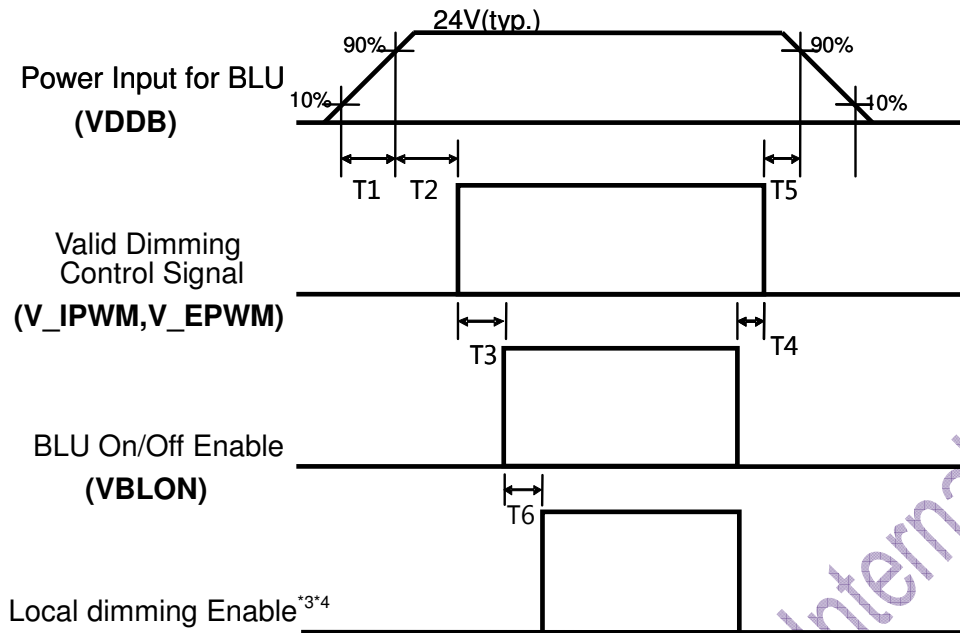 24V(typ.)
90%
90%
Power Input for BLU
10%
10%
(VDDB)
T1
T2
T5
Valid Dimming
Control Signal
(V_IPWM,V_EPWM)
T3
T4
BLU On/Off Enable
(VBLON)
T6
Local dimming Enable*3*4